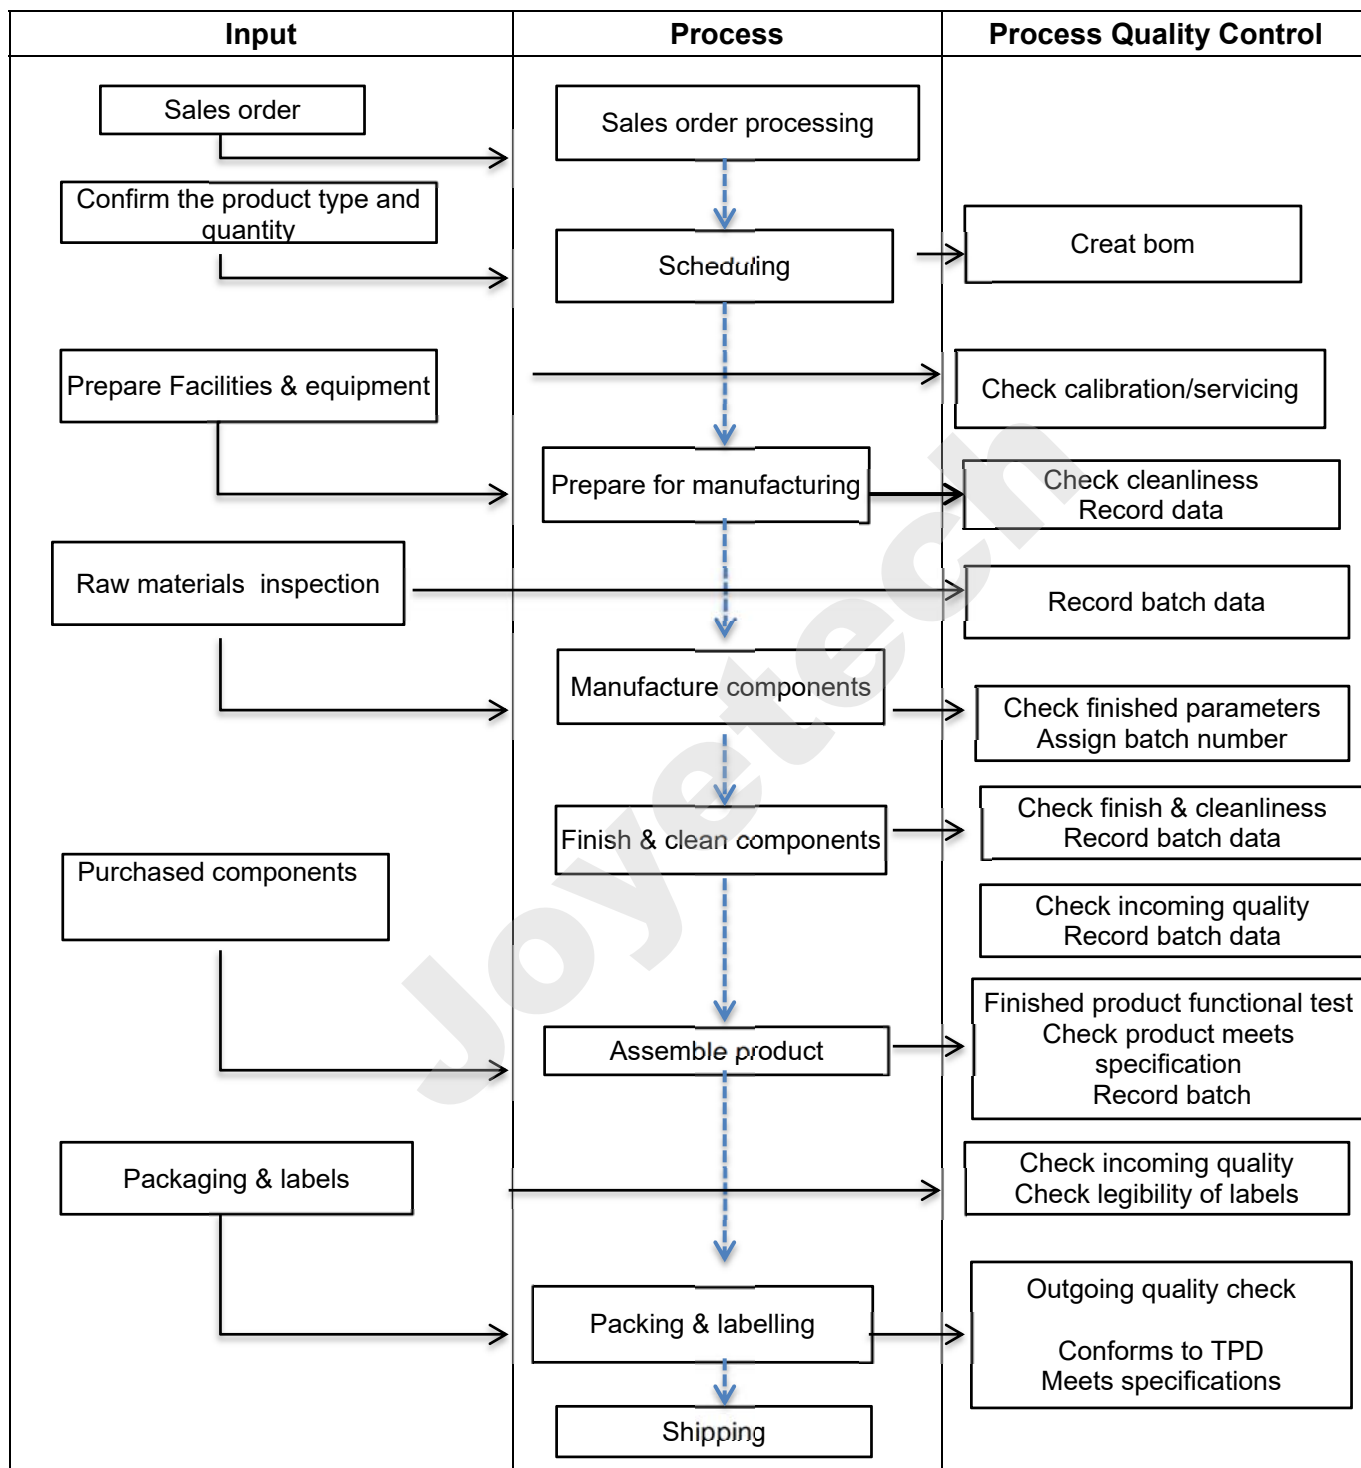 Input
Process
Process Quality Control
Sales order
Sales order processing
Confirm the product type and
quantity
Scheduling
Creat bom
Prepare Facilities & equipment
Check calibration/servicing
Prepare for manufacturing
Check cleanliness
Record data
Raw materials  inspection
Record batch data
Manufacture components
Check finished parameters
Assign batch number
Finish & clean components
Check finish & cleanliness
Record batch data
Purchased components
Check incoming quality
Record batch data
Assemble product
Finished product functional test
Check product meets
specification
Record batch
Packaging & labels
Check incoming quality
Check legibility of labels
Packing & labelling
Outgoing quality check
Conforms to TPD
Meets specifications
Shipping
Joyetech